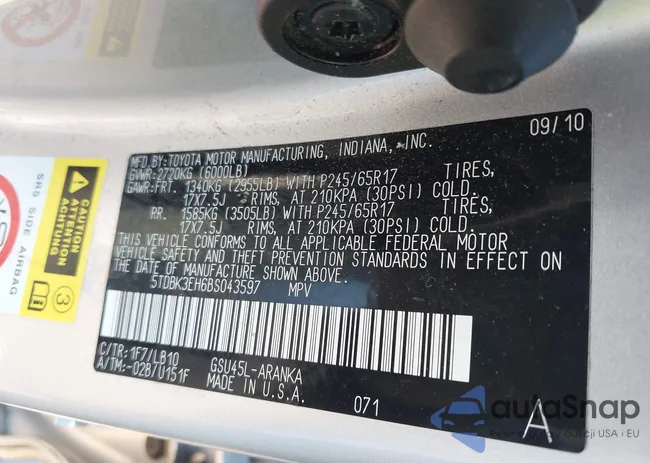 09/10
MFD.BY:TOYOTA MOTOR MANUFACTURING, INDIANA, INC.
GVWR:2720KG (6000LB)
GAWR:FRT. 1340KG (2955LB) WITH P245/65R17 TIRES,
17X7.5J RIMS, AT 210KPA (30PSI) COLD.
RR. 1585KG (3505LB) WITH P245/65R17 TIRES,
17X7.5J RIMS, AT 210KPA (30PSI) COLD.
THIS VEHICLE CONFORMS TO ALL APPLICABLE FEDERAL MOTOR
VEHICLE SAFETY AND THEFT PREVENTION STANDARDS IN EFFECT ON
THE DATE OF MANUFACTURE SHOWN ABOVE.
5TDBK3EH6BS043597 MPV
C/TR:1F7/LB10 GSU45L-ARANKA
A/TM:-02B/U151F MADE IN U.S.A.
071
A
SRS SIDE AIRBAG
CAUTION
ATTENTION
ACHTUNG
3
autoSnap
aukcji USA i EU